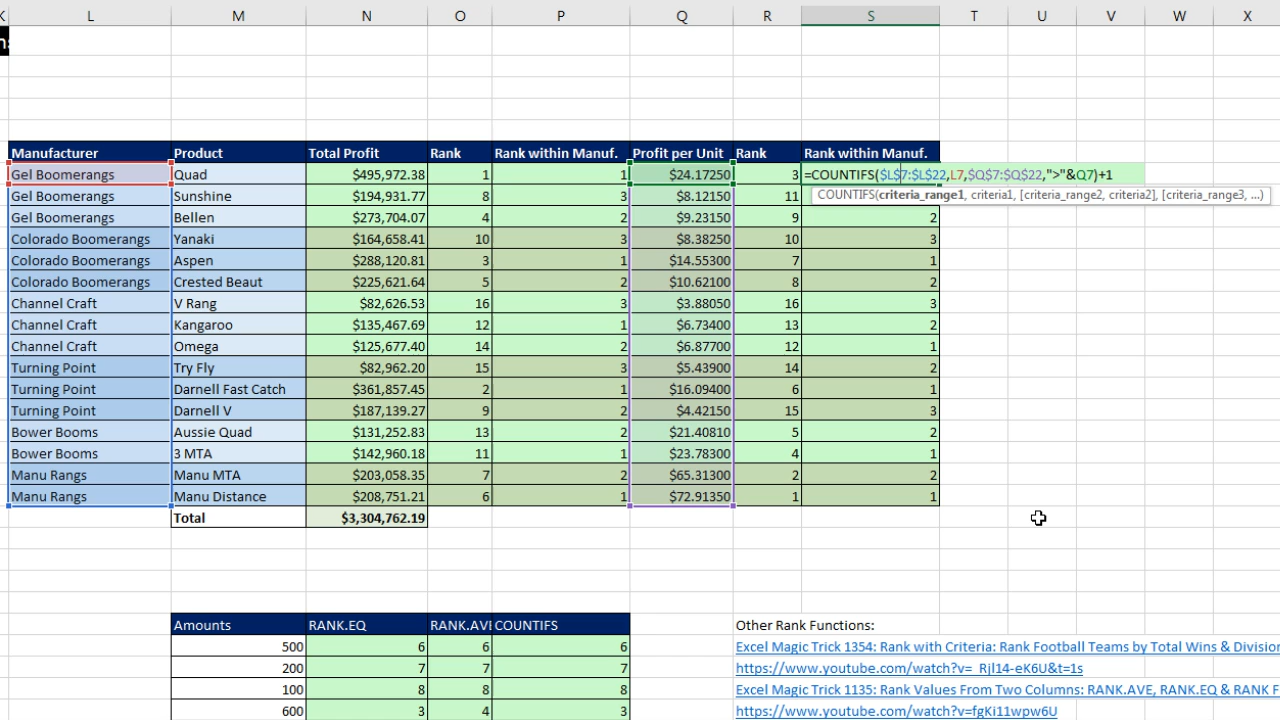 K L M N O P Q R S T U V W X
Manufacturer Product Total Profit Rank Rank within Manuf. Profit per Unit Rank Rank within Manuf.
Gel Boomerangs Quad $495,972.38 1 1 $24.17250 3 =COUNTIFS($L$7:$L$22,L7,$Q$7:$Q$22,">"&Q7)+1
Gel Boomerangs Sunshine $194,931.77 8 3 $8.12150 11 COUNTIFS(criteria_range1, criteria1, [criteria_range2, criteria2], [criteria_range3, ...)
Gel Boomerangs Bellen $273,704.07 4 2 $9.23150 9 2
Colorado Boomerangs Yanaki $164,658.41 10 3 $8.38250 10 3
Colorado Boomerangs Aspen $288,120.81 3 1 $14.55300 7 1
Colorado Boomerangs Crested Beaut $225,621.64 5 2 $10.62100 8 2
Channel Craft V Rang $82,626.53 16 3 $3.88050 16 3
Channel Craft Kangaroo $135,467.69 12 1 $6.73400 13 2
Channel Craft Omega $125,677.40 14 2 $6.87700 12 1
Turning Point Try Fly $82,962.20 15 3 $5.43900 14 2
Turning Point Darnell Fast Catch $361,857.45 2 1 $16.09400 6 1
Turning Point Darnell V $187,139.27 9 2 $4.42150 15 3
Bower Booms Aussie Quad $131,252.83 13 2 $21.40810 5 2
Bower Booms 3 MTA $142,960.18 11 1 $23.78300 4 1
Manu Rangs Manu MTA $203,058.35 7 2 $65.31300 2 2
Manu Rangs Manu Distance $208,751.21 6 1 $72.91350 1 1
Total $3,304,762.19
Amounts RANK.EQ RANK.AVE COUNTIFS Other Rank Functions:
500 6 6 6 Excel Magic Trick 1354: Rank with Criteria: Rank Football Teams by Total Wins & Division
200 7 7 7 https://www.youtube.com/watch?v=_Rjl14-eK6U&t=1s
100 8 8 8 Excel Magic Trick 1135: Rank Values From Two Columns: RANK.AVE, RANK.EQ & RANK F
600 3 4 3 https://www.youtube.com/watch?v=fgKi11wpw6U